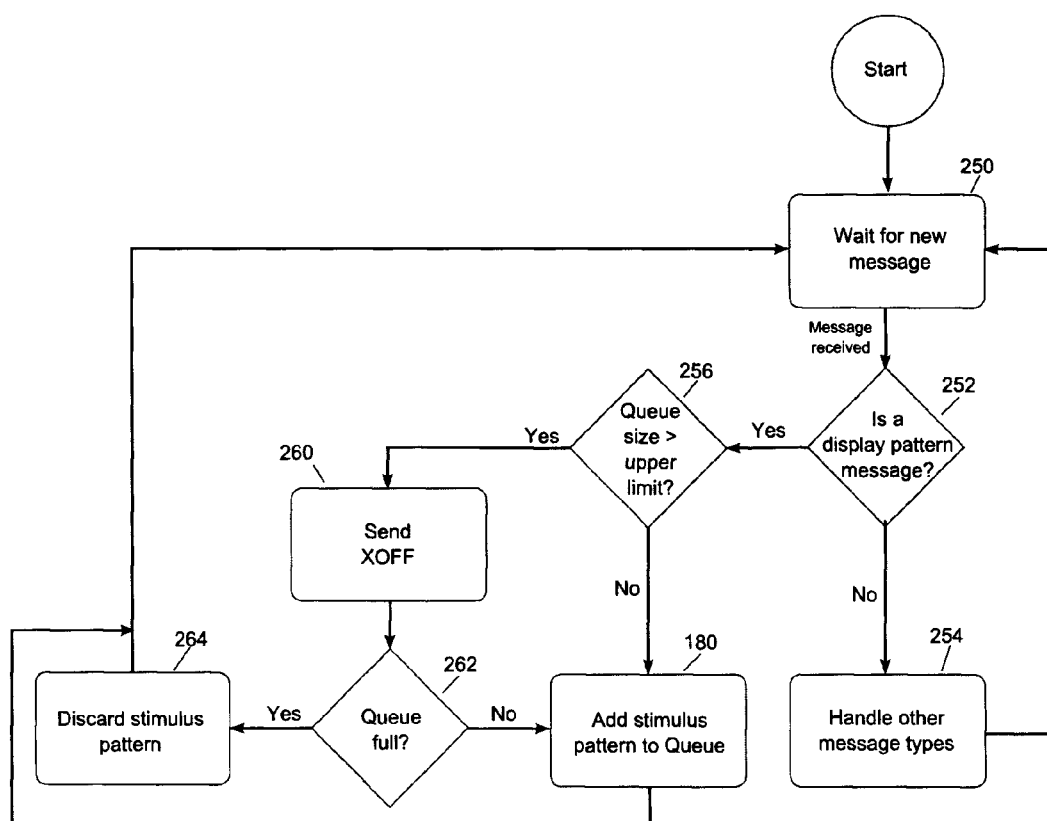 Start
250
Wait for new
message
Message
received
252
Is a
display pattern
message?
Yes
256
Queue
size >
upper
limit?
Yes
260
Send
XOFF
No
No
264
Discard stimulus
pattern
Yes
262
Queue
full?
No
180
Add stimulus
pattern to Queue
254
Handle other
message types